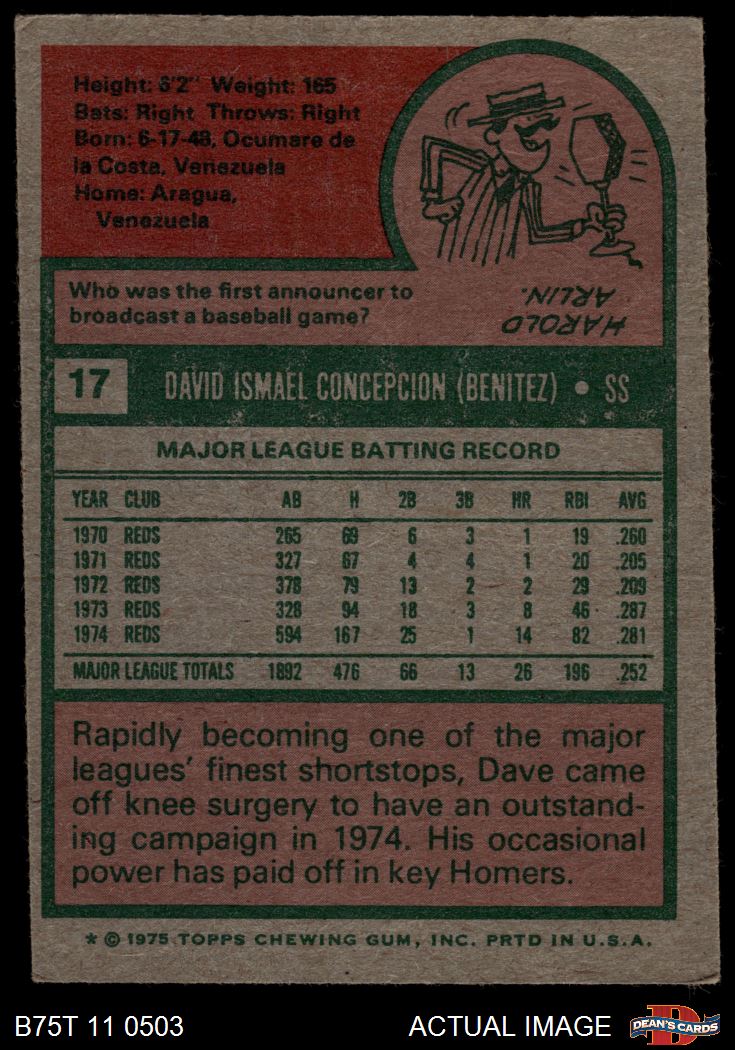 Height: 6'2" Weight: 165
Bats: Right Throws: Right
Born: 6-17-48, Ocumare de
la Costa, Venezuela
Home: Aragua,
Venezuela
Who was the first announcer to
broadcast a baseball game?
HAROLD
ARLIN.
17 DAVID ISMAEL CONCEPCION (BENITEZ) • SS
MAJOR LEAGUE BATTING RECORD
YEAR CLUB AB H 2B 3B HR RBI AVG
1970 REDS 265 69 6 3 1 19 .260
1971 REDS 327 67 4 4 1 20 .205
1972 REDS 378 79 13 2 2 29 .209
1973 REDS 328 94 18 3 8 46 .287
1974 REDS 594 167 25 1 14 82 .281
MAJOR LEAGUE TOTALS 1892 476 66 13 26 196 .252
Rapidly becoming one of the major
leagues' finest shortstops, Dave came
off knee surgery to have an outstand-
ing campaign in 1974. His occasional
power has paid off in key Homers.
* © 1975 TOPPS CHEWING GUM, INC. PRTD IN U.S.A.
B75T 11 0503 ACTUAL IMAGE DEAN'S CARDS